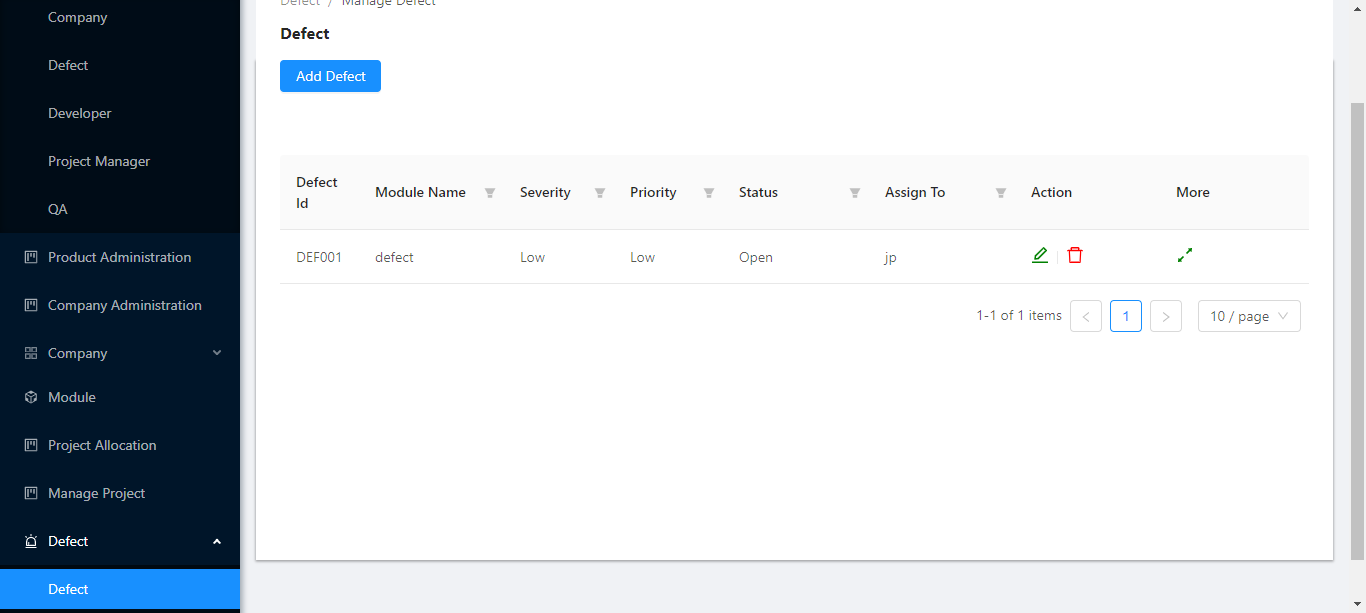 Company
Defect
Developer
Project Manager
QA
Product Administration
Company Administration
Company
Module
Project Allocation
Manage Project
Defect
Defect
Defect / Manage Defect
Defect
Add Defect
Defect Id Module Name Severity Priority Status Assign To Action More
DEF001 defect Low Low Open jp
1-1 of 1 items < 1 > 10 / page